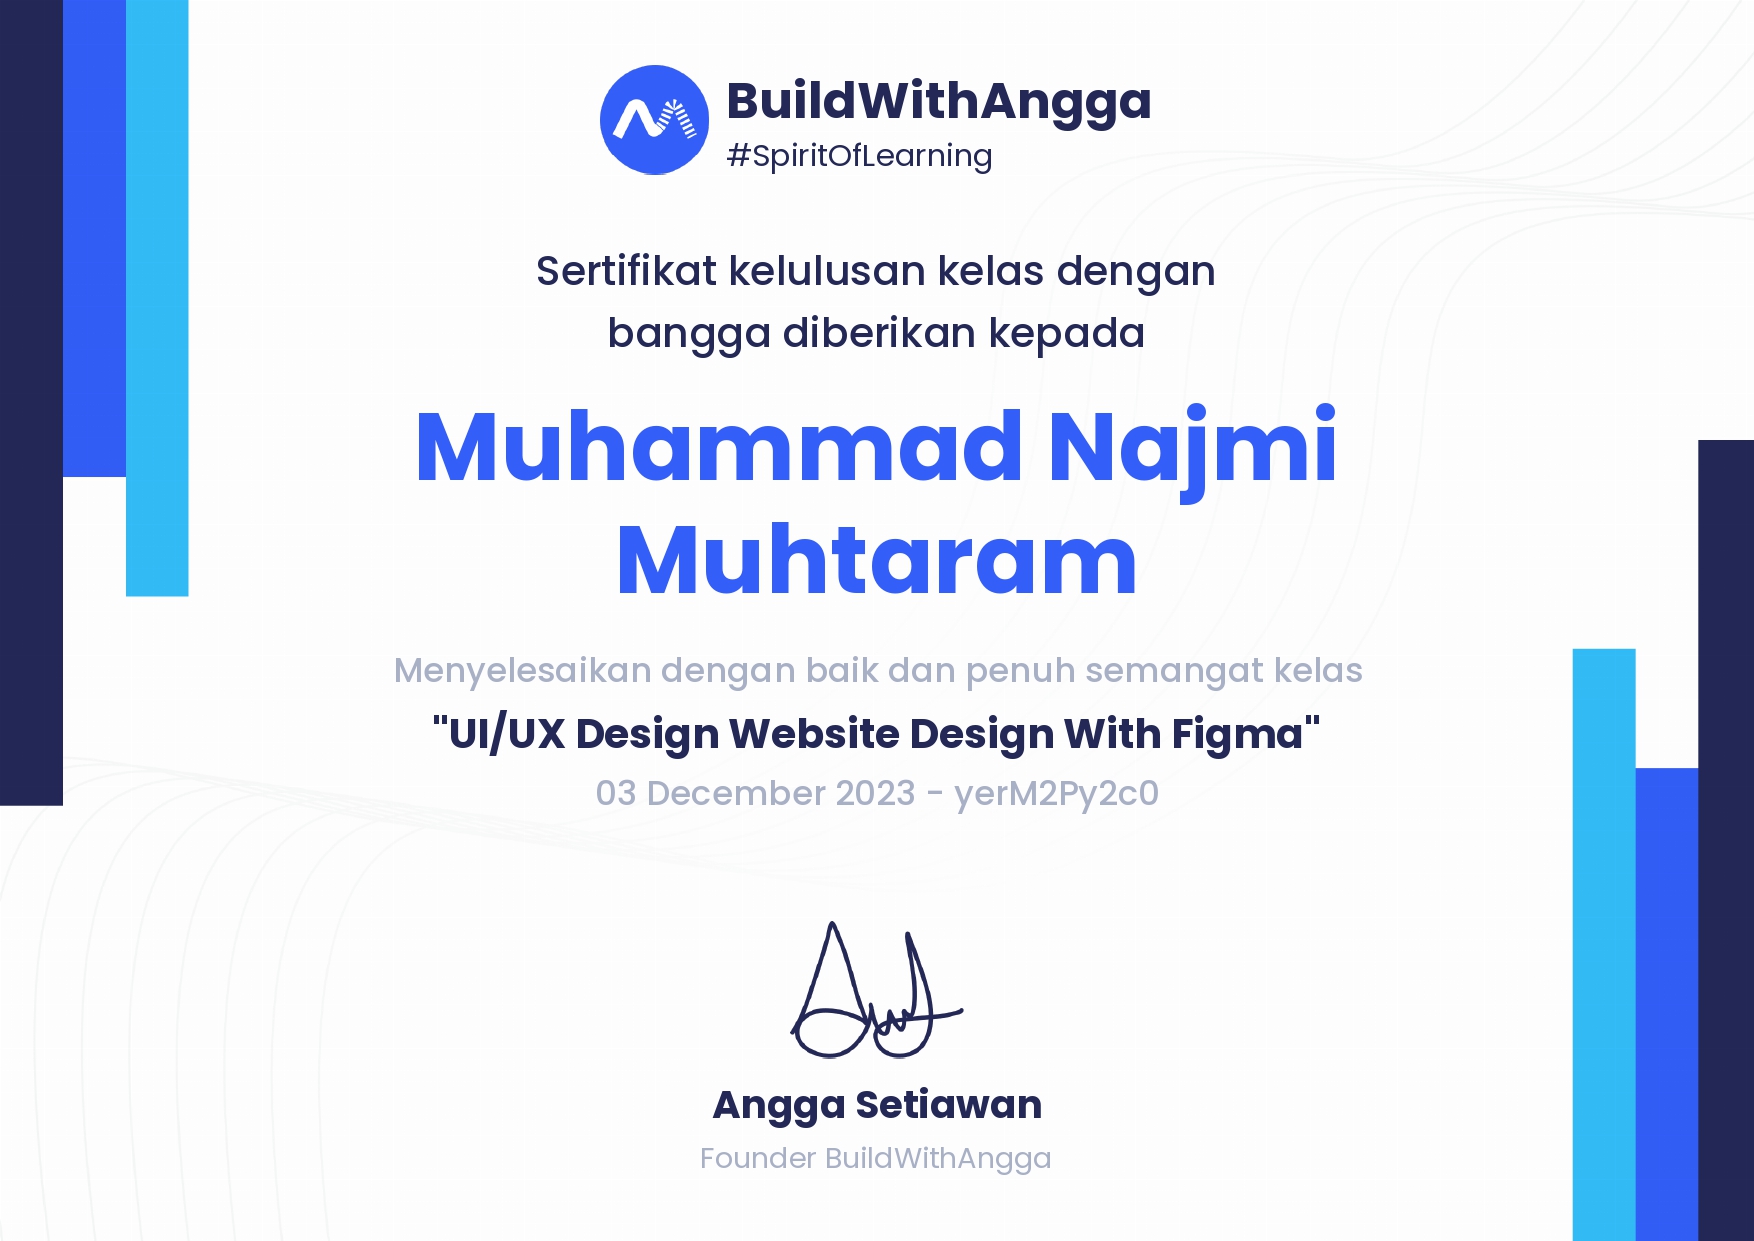 BuildWithAngga
#SpiritOfLearning
Sertifikat kelulusan kelas dengan
bangga diberikan kepada
Muhammad Najmi
Muhtaram
Menyelesaikan dengan baik dan penuh semangat kelas
"UI/UX Design Website Design With Figma"
03 December 2023 - yerM2Py2c0
Angga Setiawan
Founder BuildWithAngga